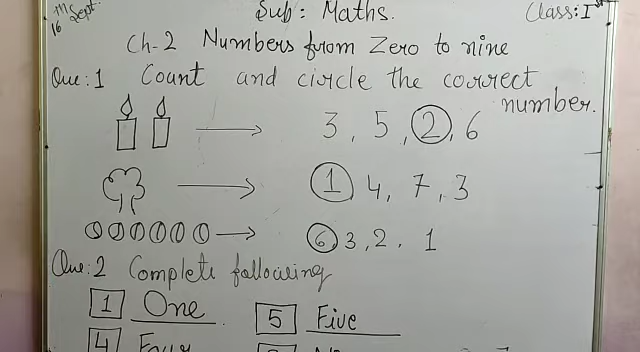 16 Sept. Sub: Maths. Class: I
Ch-2 Numbers from Zero to nine
Que: 1 Count and circle the correct number.
3, 5, 2, 6
1, 4, 7, 3
6, 3, 2, 1
Que: 2 Complete following
1 One 5 Five
4 Four